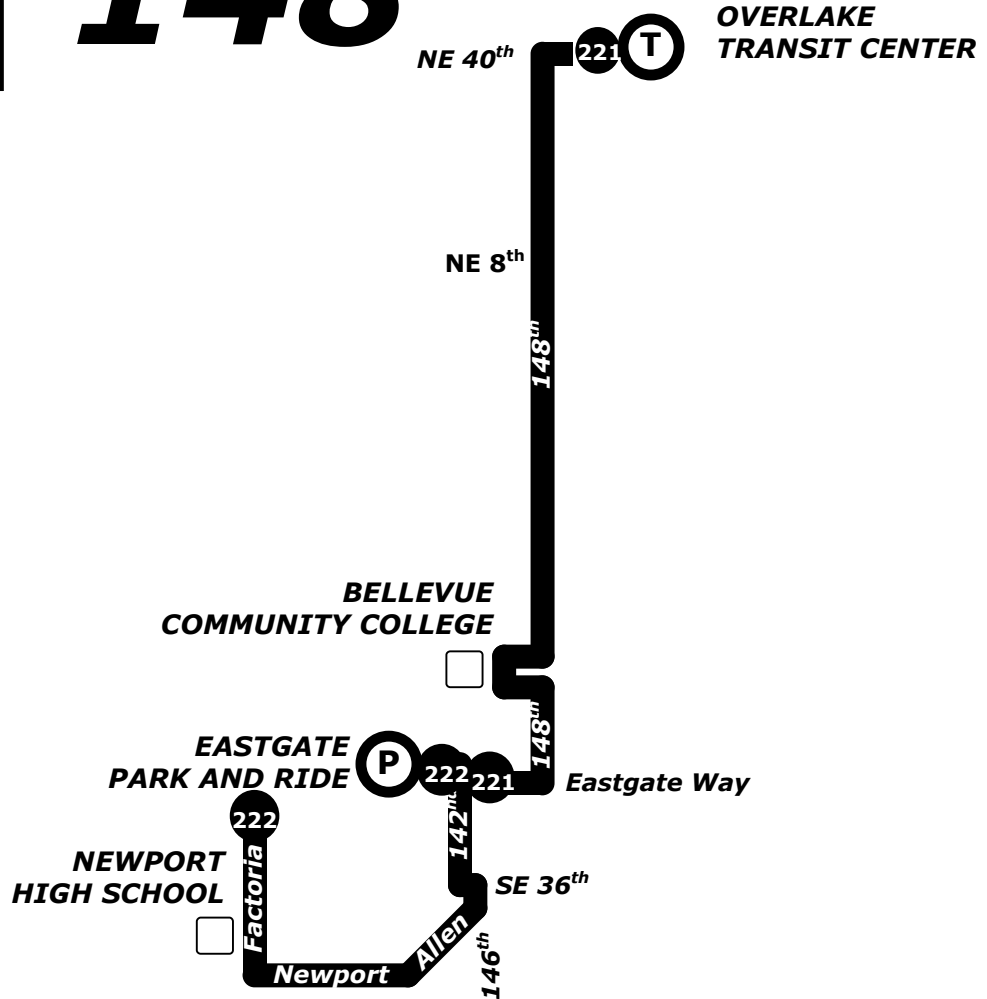 148
OVERLAKE
TRANSIT CENTER
NE 40th
221
T
NE 8th
148th
BELLEVUE
COMMUNITY COLLEGE
148th
EASTGATE
PARK AND RIDE
P
222
221
Eastgate Way
222
142nd
NEWPORT
HIGH SCHOOL
Factoria
SE 36th
Allen
146th
Newport